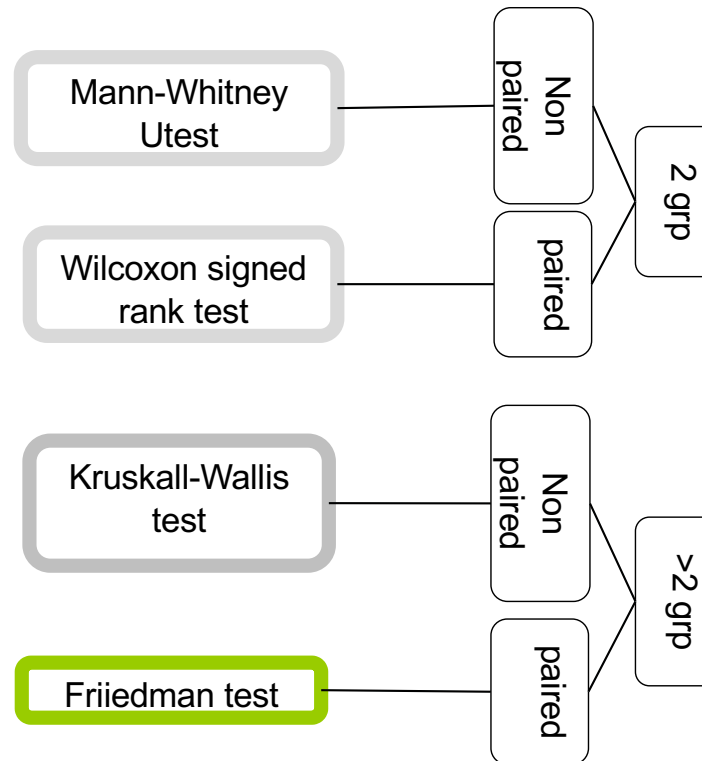 Mann-Whitney
Utest
Non
paired
2 grp
Wilcoxon signed
rank test
paired
Kruskall-Wallis
test
Non
paired
>2 grp
Friiedman test
paired